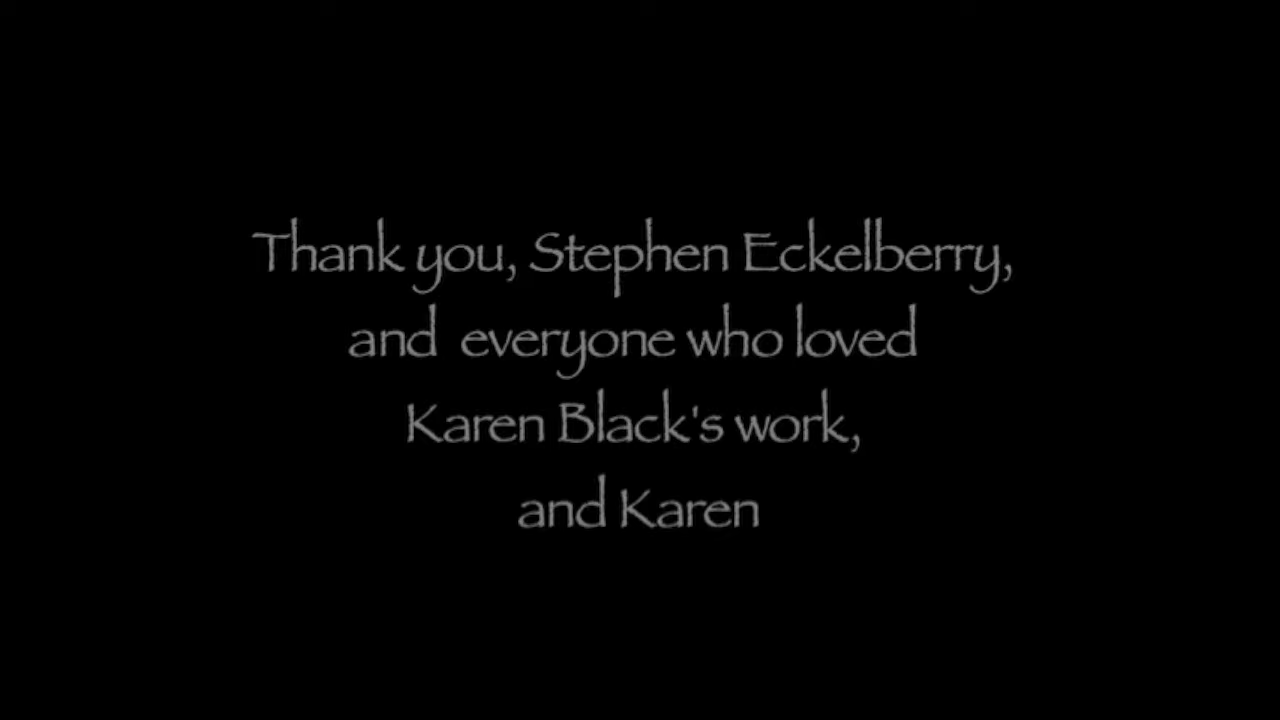 Thank you, Stephen Eckelberry,
and everyone who loved
Karen Black's work,
and Karen